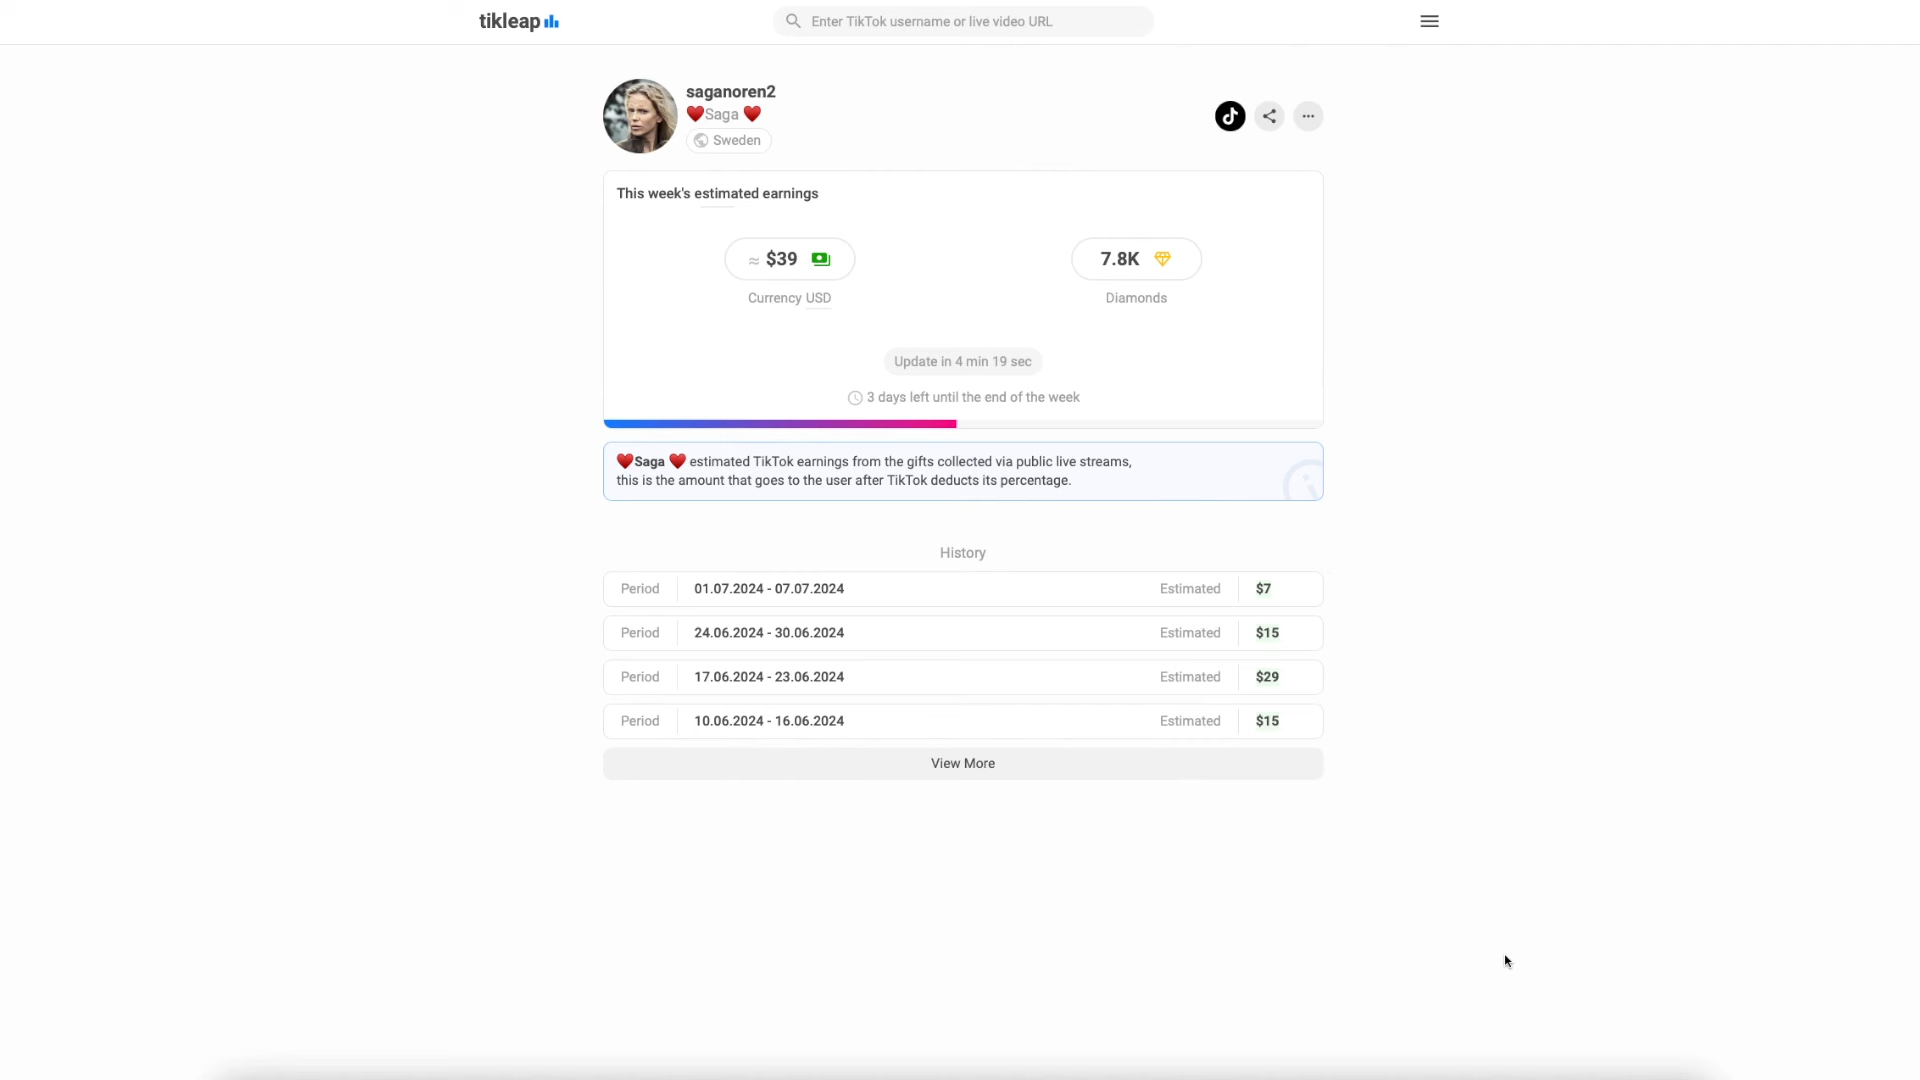 tikleap
Enter TikTok username or live video URL
saganoren2
❤️Saga ❤️
Sweden
This week's estimated earnings
≈ $39
7.8K
Currency USD
Diamonds
Update in 4 min 19 sec
3 days left until the end of the week
❤️Saga ❤️ estimated TikTok earnings from the gifts collected via public live streams,
this is the amount that goes to the user after TikTok deducts its percentage.
History
Period 01.07.2024 - 07.07.2024 Estimated $7
Period 24.06.2024 - 30.06.2024 Estimated $15
Period 17.06.2024 - 23.06.2024 Estimated $29
Period 10.06.2024 - 16.06.2024 Estimated $15
View More